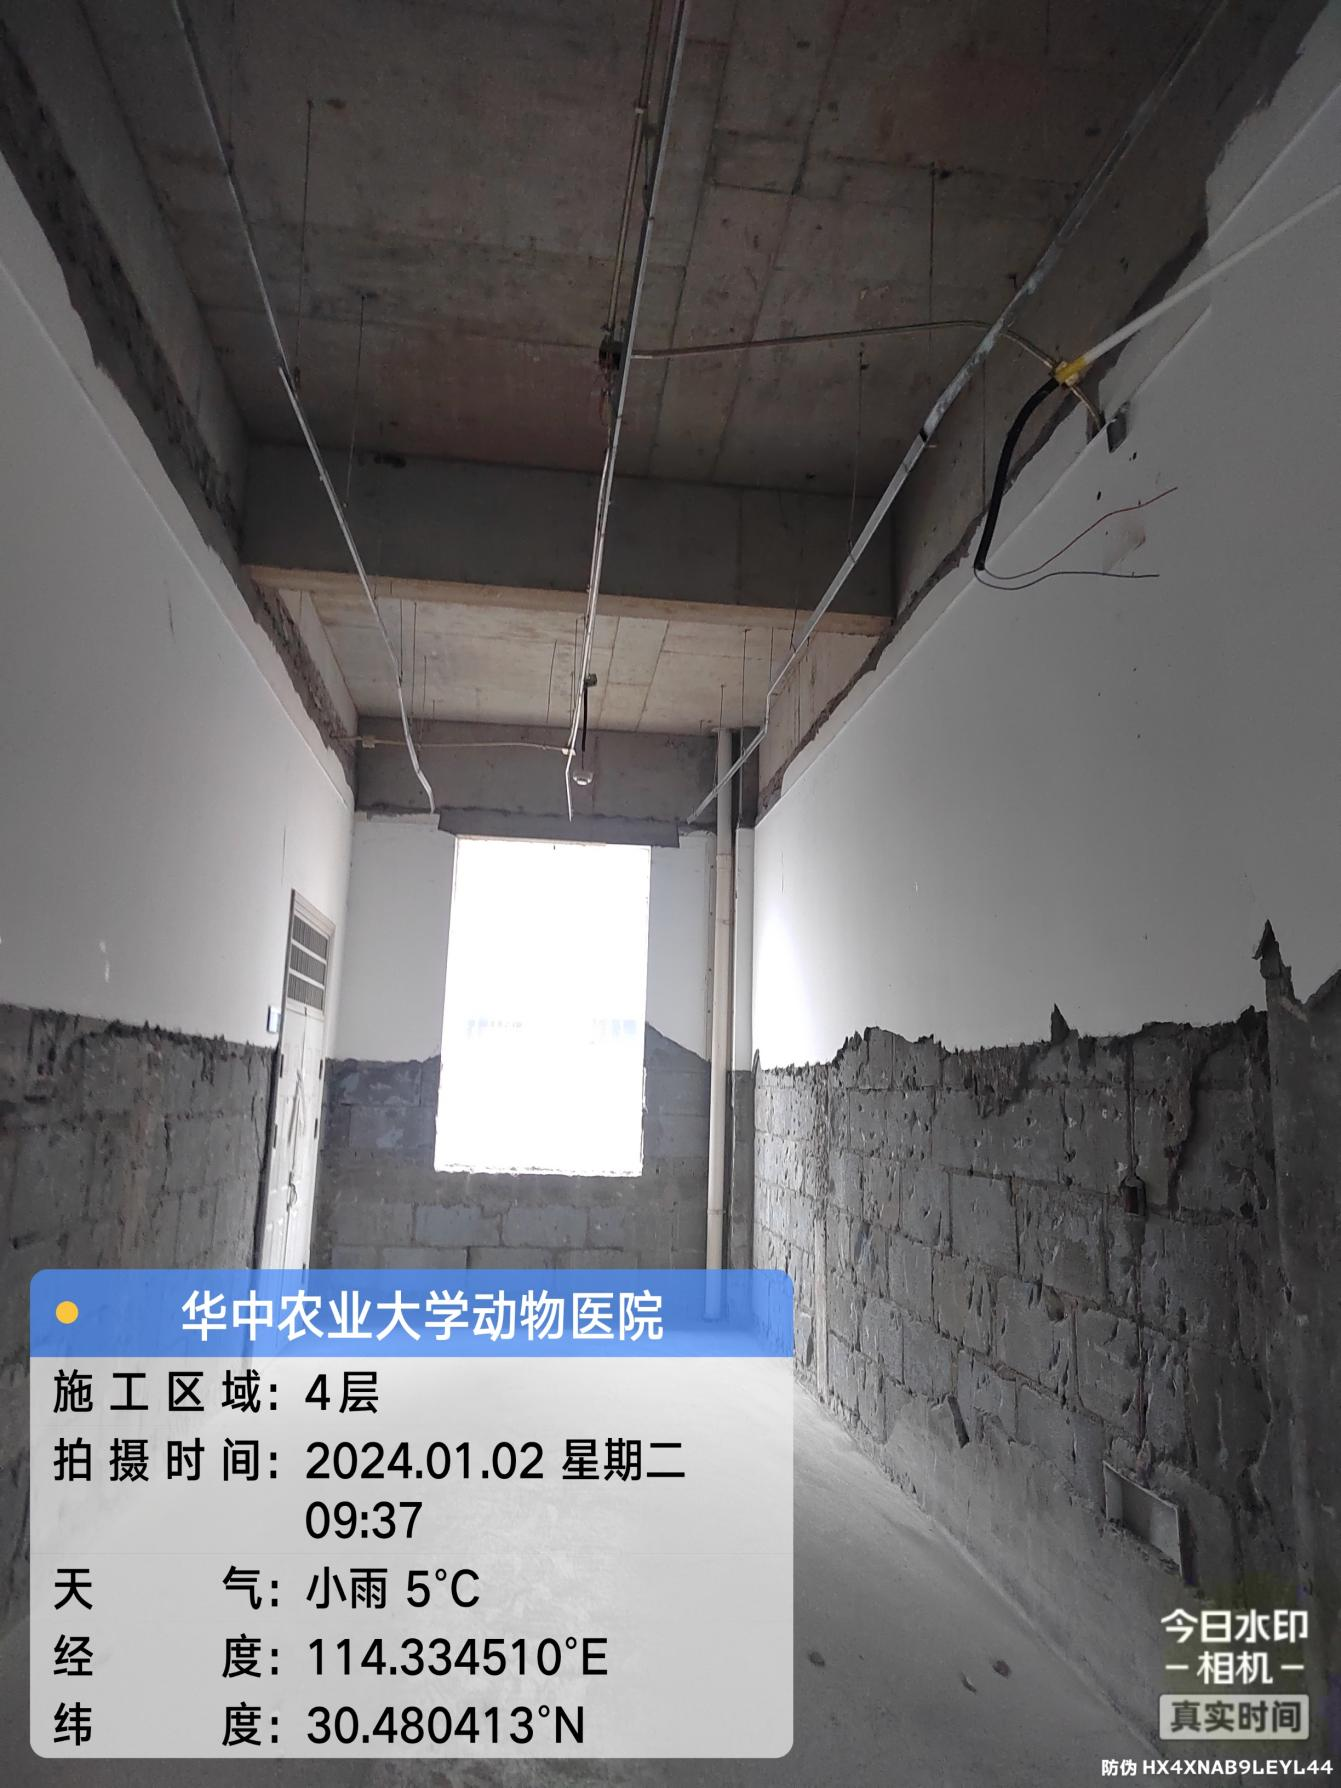 华中农业大学动物医院
施工区域：4层
拍摄时间：2024.01.02 星期二
09:37
天气：小雨 5°C
经度：114.334510°E
纬度：30.480413°N
今日水印
相机
真实时间
防伪 HX4XNAB9LEYL44